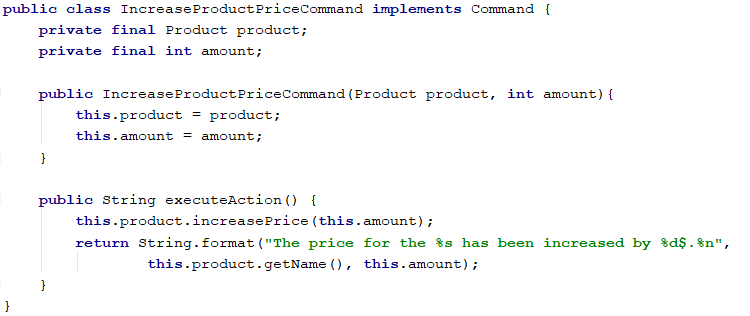 public class IncreaseProductPriceCommand implements Command {
    private final Product product;
    private final int amount;

    public IncreaseProductPriceCommand(Product product, int amount){
        this.product = product;
        this.amount = amount;
    }

    public String executeAction() {
        this.product.increasePrice(this.amount);
        return String.format("The price for the %s has been increased by %d$.%n",
                this.product.getName(), this.amount);
    }
}